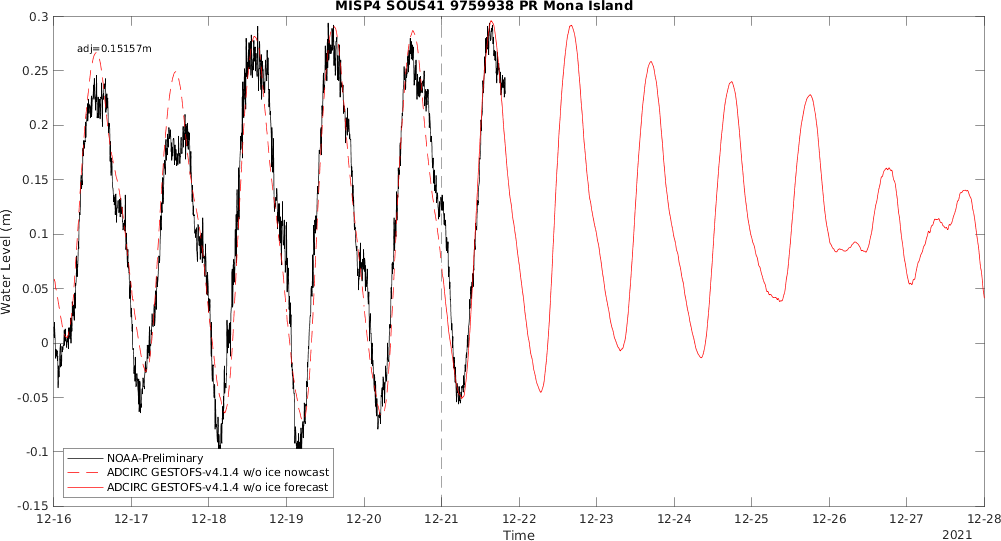 MISP4 SOUS41 9759938 PR Mona Island
adj=0.15157m
Water Level (m)
0.3
0.25
0.2
0.15
0.1
0.05
0
-0.05
-0.1
-0.15
NOAA-Preliminary
ADCIRC GESTOFS-v4.1.4 w/o ice nowcast
ADCIRC GESTOFS-v4.1.4 w/o ice forecast
12-16 12-17 12-18 12-19 12-20 12-21 12-22 12-23 12-24 12-25 12-26 12-27 12-28
Time
2021